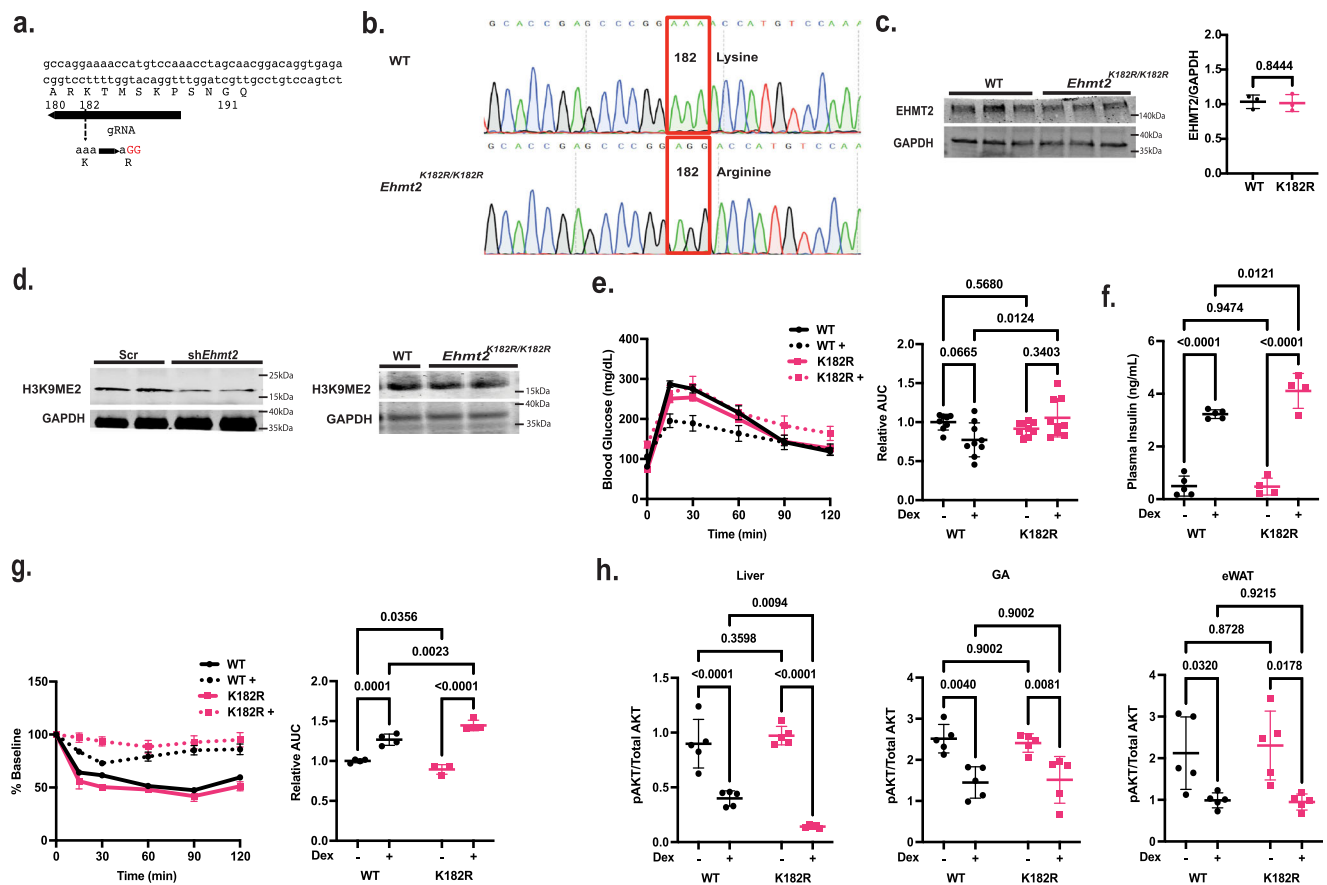 a.
gccaggaaaaccatgtccaaacctagcaacggacaggtgaga
cggtccttttggtacaggtttggatcgttgcctgtccagtct
A R K T M S K P S N G Q
180 182 191
gRNA
aaa aGG
K R
b.
G C A C C G A G C C C G G A A A A C C A T G T C C A A A
WT
182 Lysine
G C A C C G A G C C C G G A G G A C C A T G T C C A A
182 Arginine
Ehmt2 K182R/K182R
c.
WT Ehmt2 K182R/K182R
EHMT2
140kDa
GAPDH
40kDa
35kDa
EHMT2/GAPDH
2.0
1.5
1.0
0.5
0.0
0.8444
WT K182R
d.
Scr shEhmt2
H3K9ME2
25kDa
15kDa
GAPDH
40kDa
35kDa
WT Ehmt2 K182R/K182R
H3K9ME2
15kDa
GAPDH
40kDa
35kDa
e.
WT
WT +
K182R
K182R +
Blood Glucose (mg/dL)
400
300
200
100
0
0 30 60 90 120
Time (min)
Relative AUC
2.0
1.5
1.0
0.5
0.0
0.5680
0.0124
0.0665 0.3403
Dex - + - +
WT K182R
f.
Plasma Insulin (ng/mL)
6
4
2
0
0.0121
0.9474
<0.0001 <0.0001
Dex - + - +
WT K182R
g.
WT
WT +
K182R
K182R +
% Baseline
150
100
50
0
0 30 60 90 120
Time (min)
Relative AUC
2.0
1.5
1.0
0.5
0.0
0.0356
0.0023
0.0001 <0.0001
Dex - + - +
WT K182R
h.
Liver
pAKT/Total AKT
1.5
1.0
0.5
0.0
0.0094
0.3598
<0.0001 <0.0001
Dex - + - +
WT K182R
GA
pAKT/Total AKT
4
3
2
1
0
0.9002
0.9002
0.0040 0.0081
Dex - + - +
WT K182R
eWAT
pAKT/Total AKT
4
3
2
1
0
0.9215
0.8728
0.0320 0.0178
Dex - + - +
WT K182R